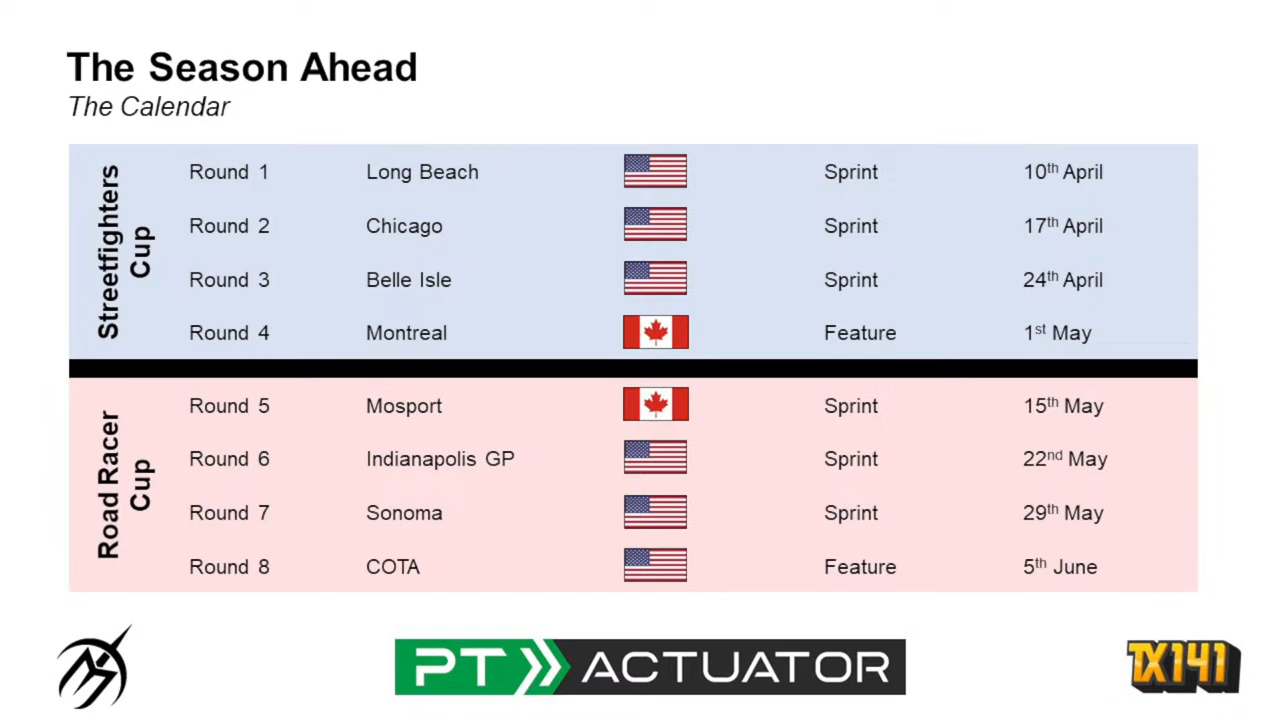 The Season Ahead
The Calendar
Streetfighters
Cup
Round 1 Long Beach Sprint 10th April
Round 2 Chicago Sprint 17th April
Round 3 Belle Isle Sprint 24th April
Round 4 Montreal Feature 1st May
Road Racer
Cup
Round 5 Mosport Sprint 15th May
Round 6 Indianapolis GP Sprint 22nd May
Round 7 Sonoma Sprint 29th May
Round 8 COTA Feature 5th June
PT ACTUATOR
TX141